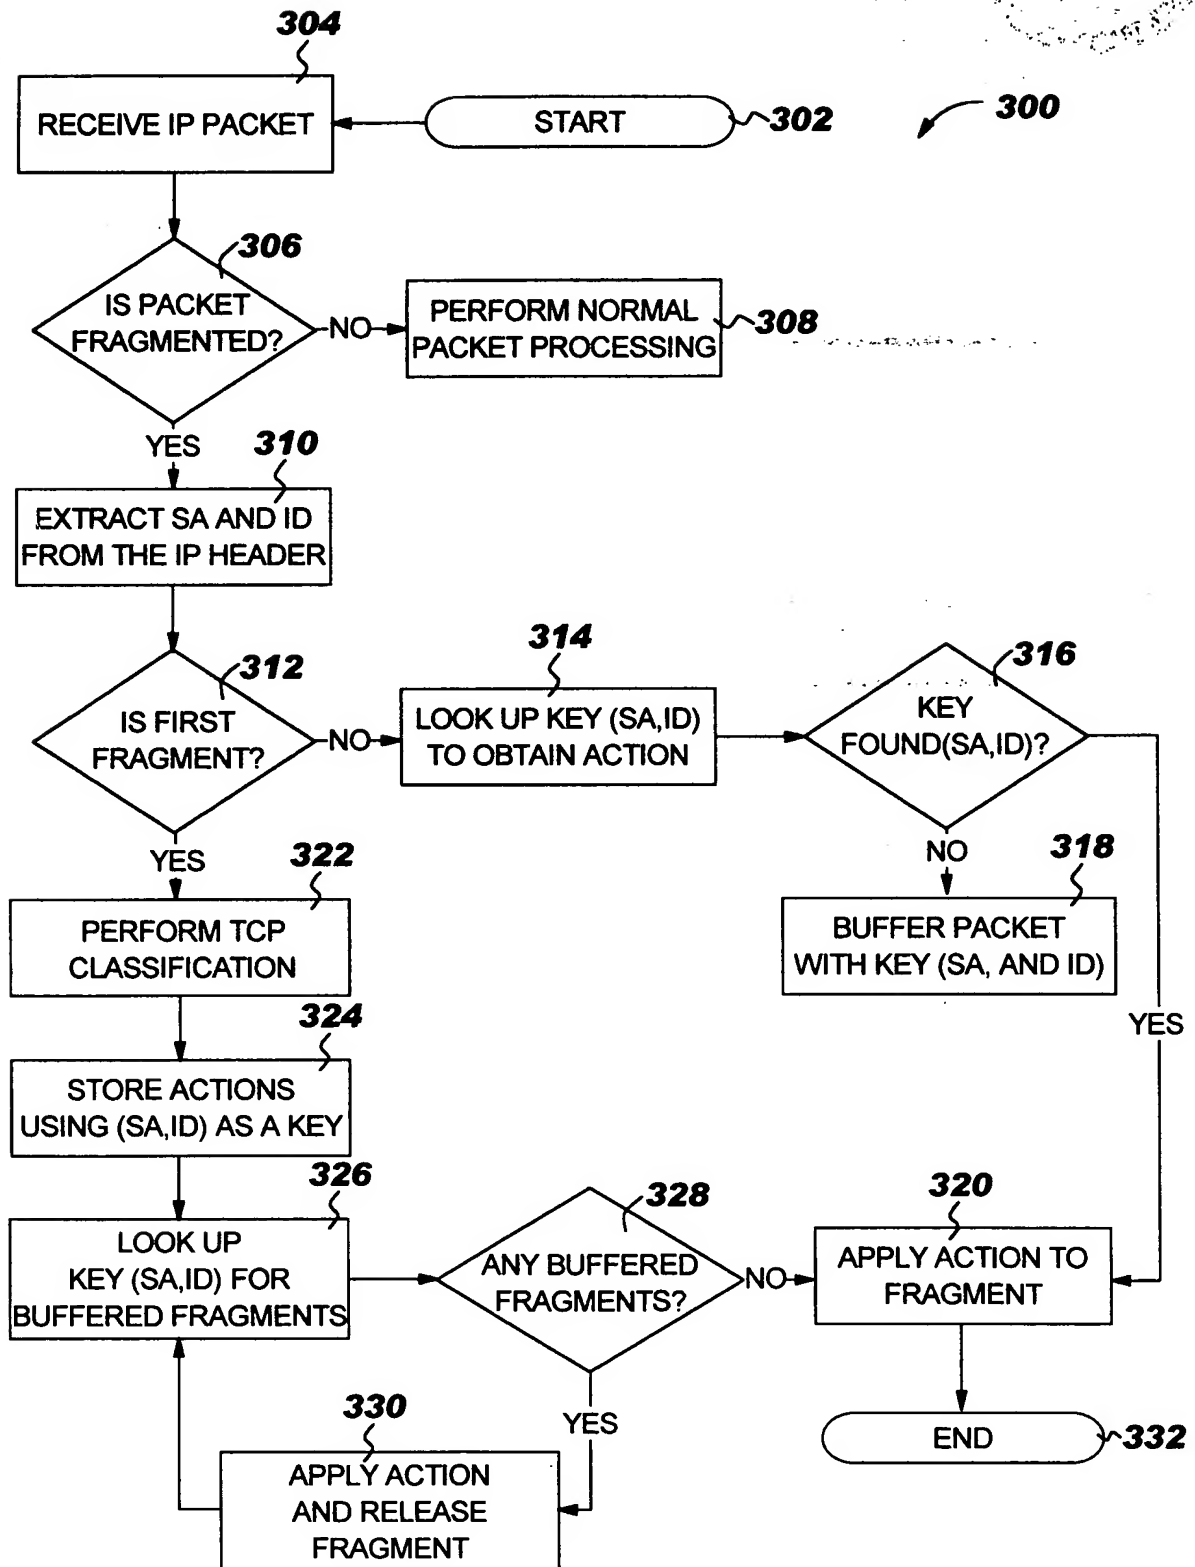 304
RECEIVE IP PACKET
START
302
300
306
IS PACKET
FRAGMENTED?
NO
PERFORM NORMAL
PACKET PROCESSING
308
YES
310
EXTRACT SA AND ID
FROM THE IP HEADER
312
IS FIRST
FRAGMENT?
NO
314
LOOK UP KEY (SA,ID)
TO OBTAIN ACTION
316
KEY
FOUND(SA,ID)?
NO
YES
318
BUFFER PACKET
WITH KEY (SA, AND ID)
YES
322
PERFORM TCP
CLASSIFICATION
324
STORE ACTIONS
USING (SA,ID) AS A KEY
326
LOOK UP
KEY (SA,ID) FOR
BUFFERED FRAGMENTS
328
ANY BUFFERED
FRAGMENTS?
NO
320
APPLY ACTION TO
FRAGMENT
YES
330
APPLY ACTION
AND RELEASE
FRAGMENT
END
332